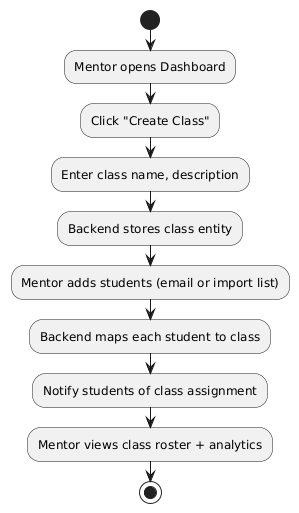 Mentor opens Dashboard
Click "Create Class"
Enter class name, description
Backend stores class entity
Mentor adds students (email or import list)
Backend maps each student to class
Notify students of class assignment
Mentor views class roster + analytics